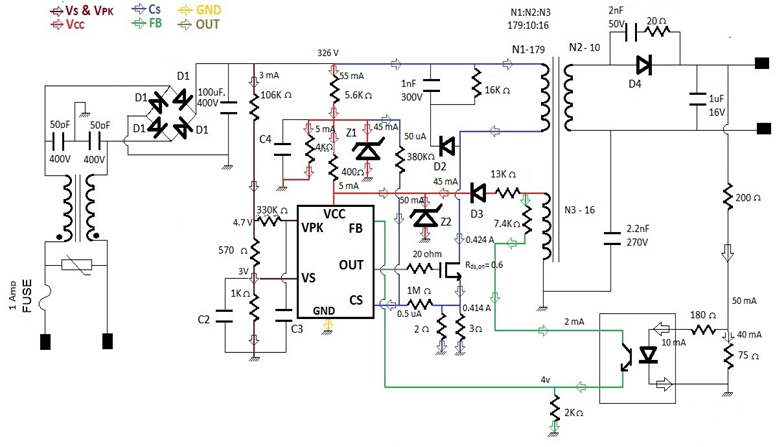 Vs & VPK Cs GND
Vcc FB OUT
N1:N2:N3
179:10:16
2nF
50V
20 Ω
326 V
N1-179
N2 - 10
D1
D1
D1
D1
100uF,
400V
3 mA
106K Ω
55 mA
5.6K Ω
1nF
300V
16K Ω
D4
1uF
16V
50pF
50pF
400V
400V
C4
5 mA
4KΩ
Z1
45 mA
50 uA
380KΩ
D2
400Ω
5 mA
45 mA
50 mA
Z2
D3
13K Ω
7.4K Ω
N3 - 16
200 Ω
2.2nF
270V
4.7 V
330K Ω
VCC
VPK
FB
OUT
VS
CS
GND
0.424 A
20 ohm
Rds,on= 0.6
570 Ω
3V
1K Ω
C2
C3
1M Ω
0.5 uA
0.414 A
2 Ω
3Ω
1 Amp
FUSE
50 mA
2 mA
180 Ω
10 mA
40 mA
75 Ω
4v
2KΩ